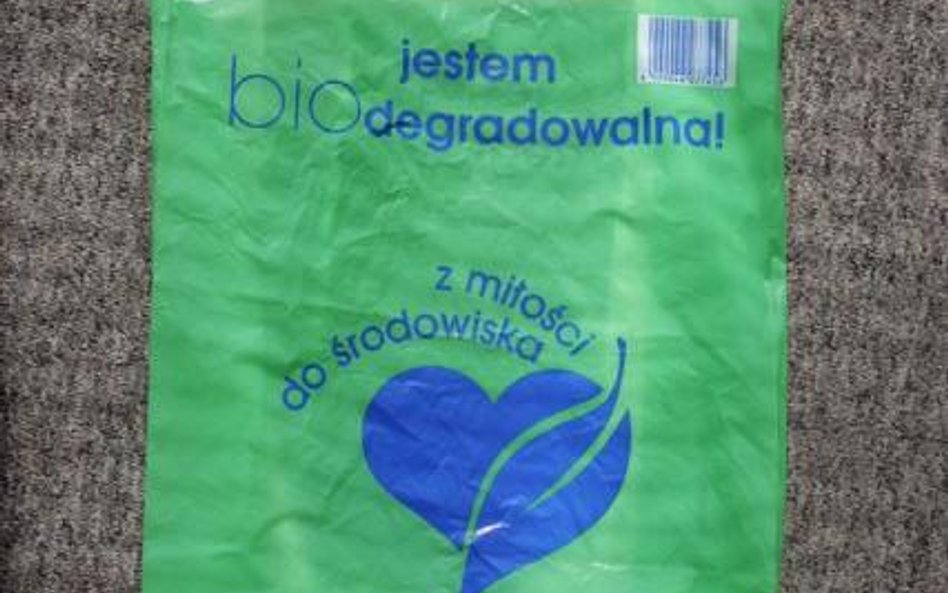 jestem
biodegradowalna!
z miłości
do środowiska